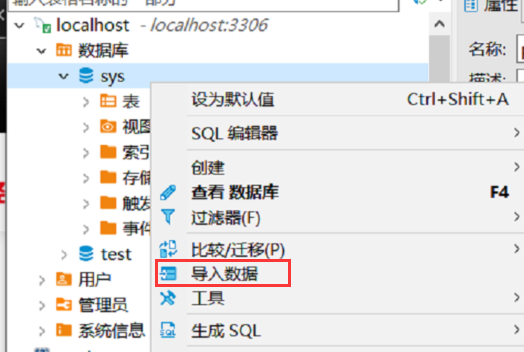 localhost - localhost:3306
属性
数据库
名称:
sys
表
设为默认值 Ctrl+Shift+A
视图
SQL 编辑器
索引
创建
存储
查看 数据库 F4
触发
过滤器(F)
事件
test
比较/迁移(P)
用户
导入数据
管理员
工具
系统信息
生成 SQL